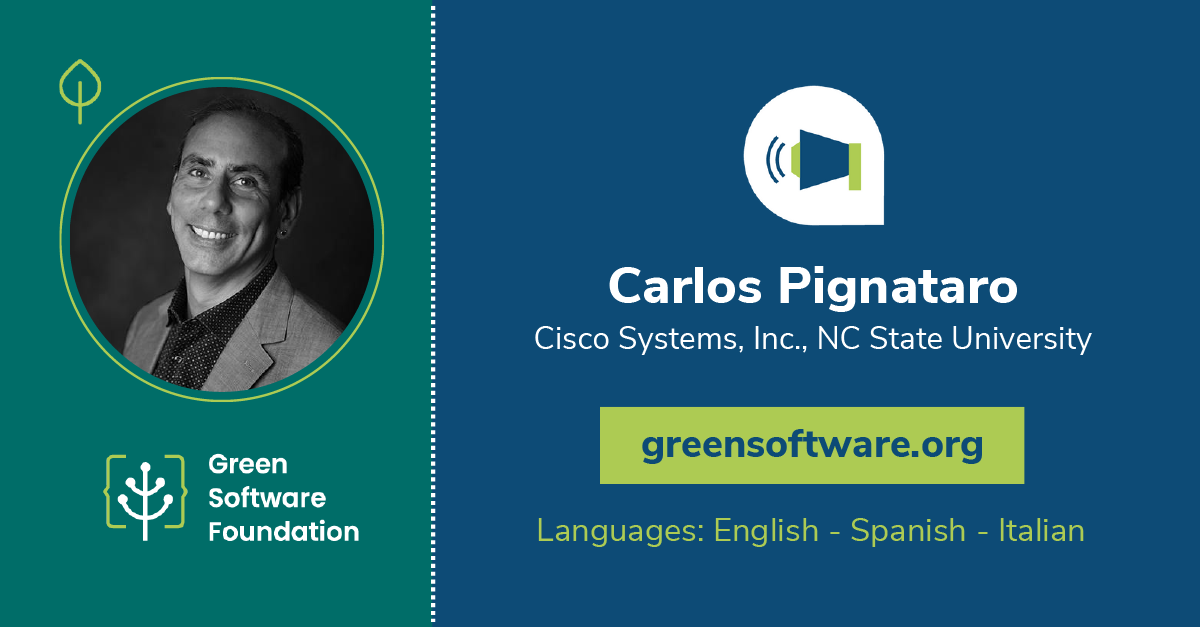 Green
Software
Foundation
Carlos Pignataro
Cisco Systems, Inc., NC State University
greensoftware.org
Languages: English - Spanish - Italian